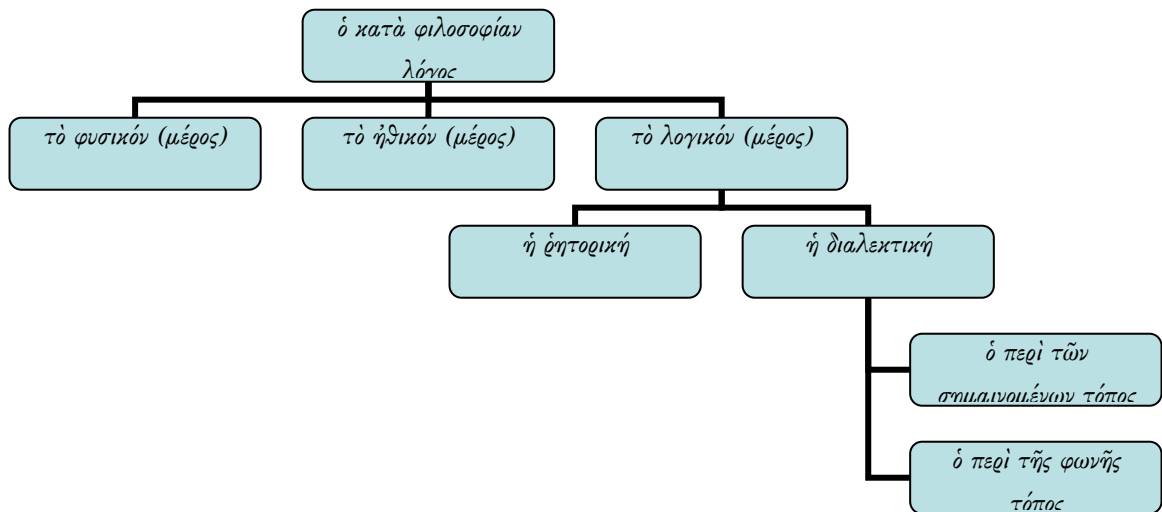 ὁ κατὰ φιλοσοφίαν
λόγος
τὸ φυσικόν (μέρος)
τὸ ἠθικόν (μέρος)
τὸ λογικόν (μέρος)
ἡ ῥητορική
ἡ διαλεκτική
ὁ περὶ τῶν
σημαινομένων τόπος
ὁ περὶ τῆς φωνῆς
τόπος